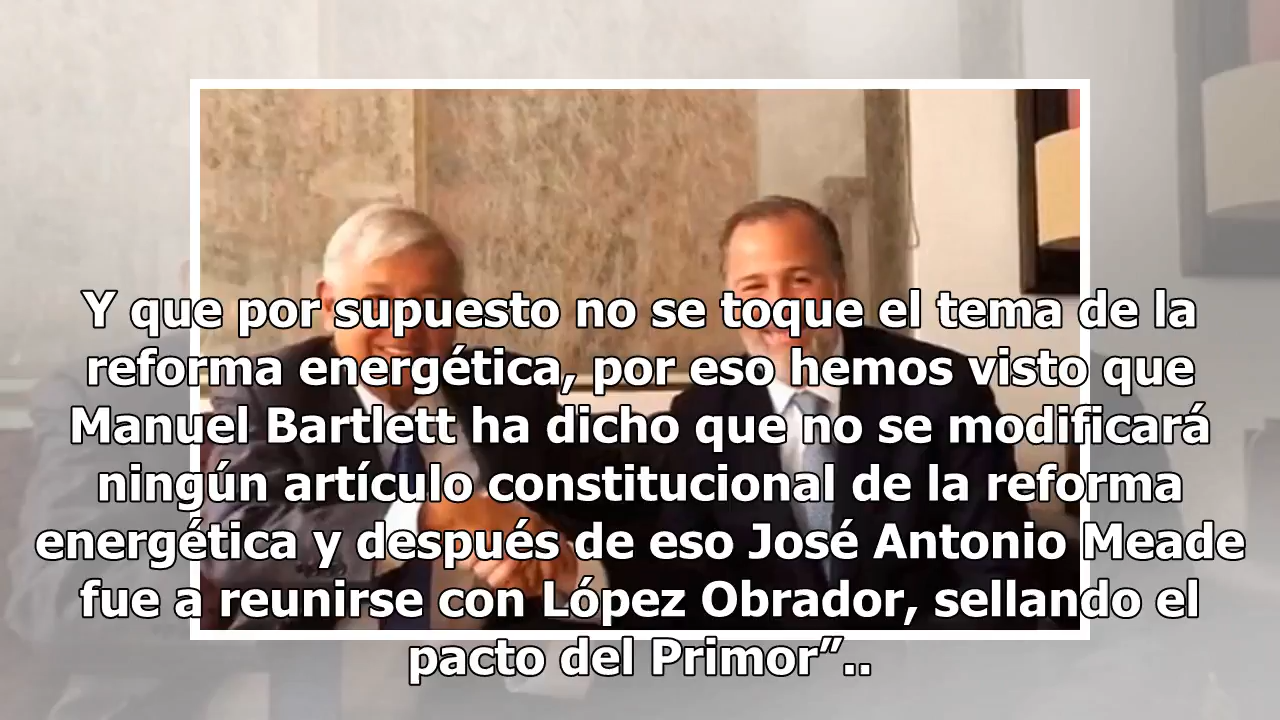 Y que por supuesto no se toque el tema de la
reforma energética, por eso hemos visto que
Manuel Bartlett ha dicho que no se modificará
ningún artículo constitucional de la reforma
energética y después de eso José Antonio Meade
fue a reunirse con López Obrador, sellando el
pacto del Primor”..